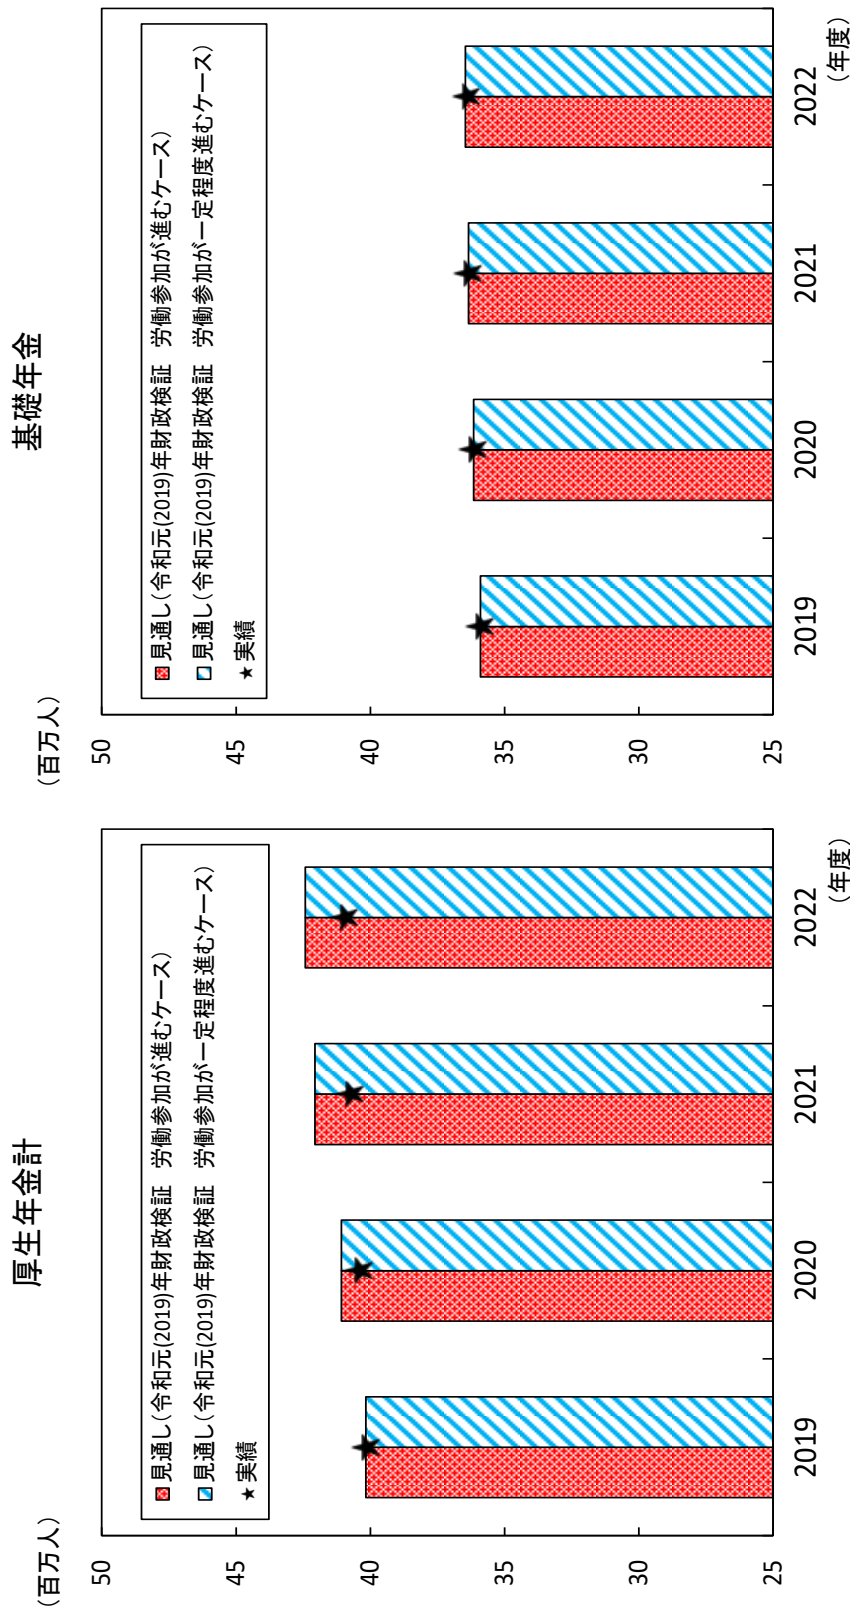 厚生年金計
（百万人）
50
45
40
35
30
25
見通し（令和元(2019)年財政検証　労働参加が進むケース）
見通し（令和元(2019)年財政検証　労働参加が一定程度進むケース）
★実績
2019
2020
2021
2022
（年度）
基礎年金
（百万人）
50
45
40
35
30
25
見通し（令和元(2019)年財政検証　労働参加が進むケース）
見通し（令和元(2019)年財政検証　労働参加が一定程度進むケース）
★実績
2019
2020
2021
2022
（年度）